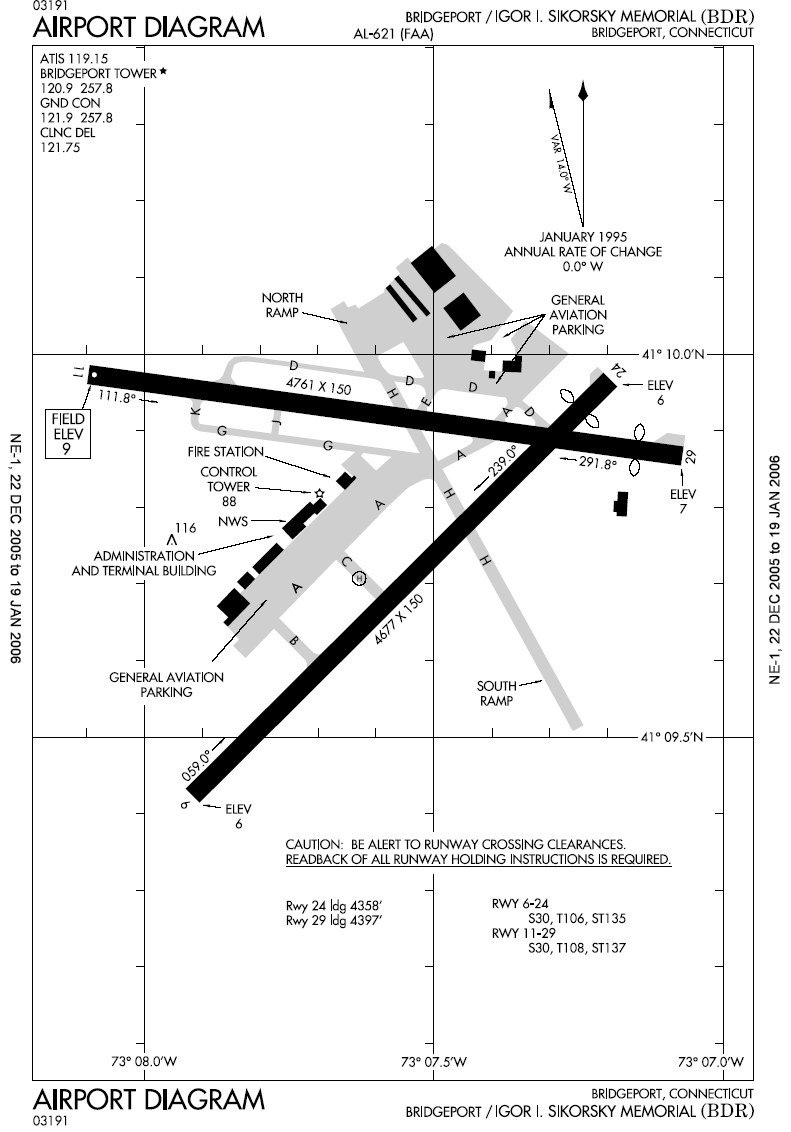 03191
AIRPORT DIAGRAM
AL-621 (FAA)
BRIDGEPORT / IGOR I. SIKORSKY MEMORIAL (BDR)
BRIDGEPORT, CONNECTICUT
ATIS 119.15
BRIDGEPORT TOWER★
120.9 257.8
GND CON
121.9 257.8
CLNC DEL
121.75
VAR 14.0° W
JANUARY 1995
ANNUAL RATE OF CHANGE
0.0° W
NORTH
RAMP
GENERAL
AVIATION
PARKING
41° 10.0'N
11
D
4761 X 150
D
D
H
E
24
ELEV
6
111.8°
K
G
J
G
A
D
FIELD
ELEV
9
FIRE STATION
CONTROL
TOWER
88
NWS
116
ADMINISTRATION
AND TERMINAL BUILDING
A
A
H
239.0°
291.8°
29
ELEV
7
H
C
H
A
B
4677 X 150
GENERAL AVIATION
PARKING
SOUTH
RAMP
41° 09.5'N
059.0°
6
ELEV
6
NE-1, 22 DEC 2005 to 19 JAN 2006
NE-1, 22 DEC 2005 to 19 JAN 2006
CAUTION: BE ALERT TO RUNWAY CROSSING CLEARANCES.
READBACK OF ALL RUNWAY HOLDING INSTRUCTIONS IS REQUIRED.
Rwy 24 ldg 4358'
Rwy 29 ldg 4397'
RWY 6-24
S30, T106, ST135
RWY 11-29
S30, T108, ST137
73° 08.0'W
73° 07.5'W
73° 07.0'W
AIRPORT DIAGRAM
03191
BRIDGEPORT, CONNECTICUT
BRIDGEPORT / IGOR I. SIKORSKY MEMORIAL (BDR)